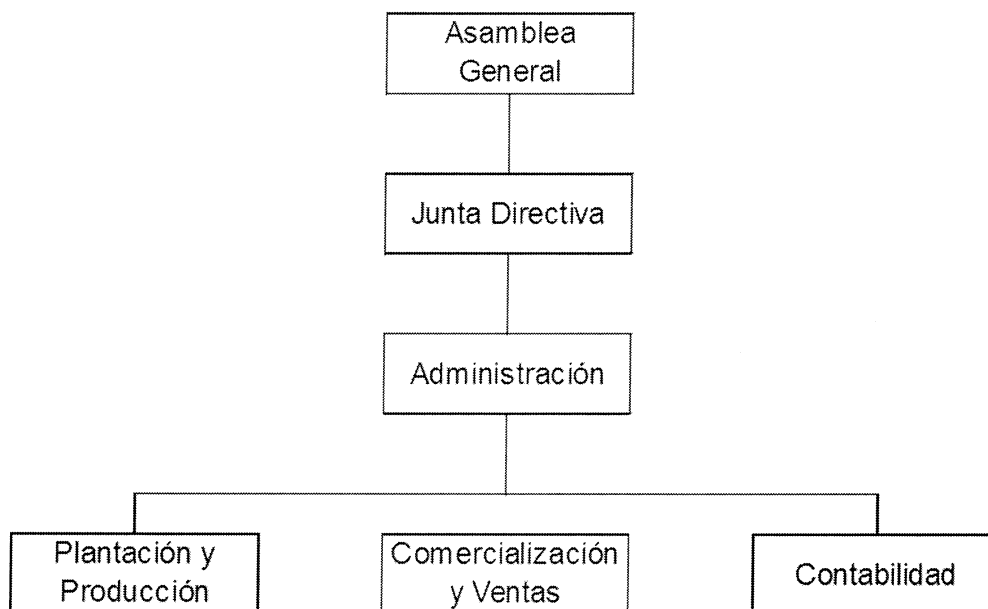 Asamblea
General
Junta Directiva
Administración
Plantación y
Producción
Comercialización
y Ventas
Contabilidad